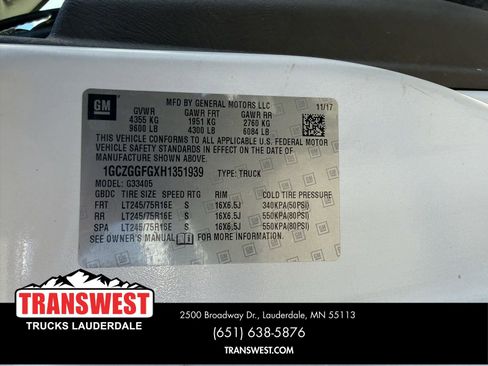 GM
MFD BY GENERAL MOTORS LLC
11/17
GVWR GAWR FRT GAWR RR
4355 KG 1951 KG 2760 KG
9600 LB 4300 LB 6084 LB
THIS VEHICLE CONFORMS TO ALL APPLICABLE U.S. FEDERAL MOTOR
VEHICLE SAFETY STANDARDS IN EFFECT ON THE DATE OF
MANUFACTURE SHOWN ABOVE.
1GCZGGFGXH1351939 TYPE: TRUCK
MODEL: G33405
GBDC TIRE SIZE SPEED RTG RIM COLD TIRE PRESSURE
FRT LT245/75R16E S 16X6.5J 340KPA(50PSI)
RR LT245/75R16E S 16X6.5J 550KPA(80PSI)
SPA LT245/75R16E S 16X6.5J 550KPA(80PSI)
SEE OWNER'S MANUAL FOR MORE INFORMATION.
TRANSWEST
TRUCKS LAUDERDALE
2500 Broadway Dr., Lauderdale, MN 55113
(651) 638-5876
TRANSWEST.COM